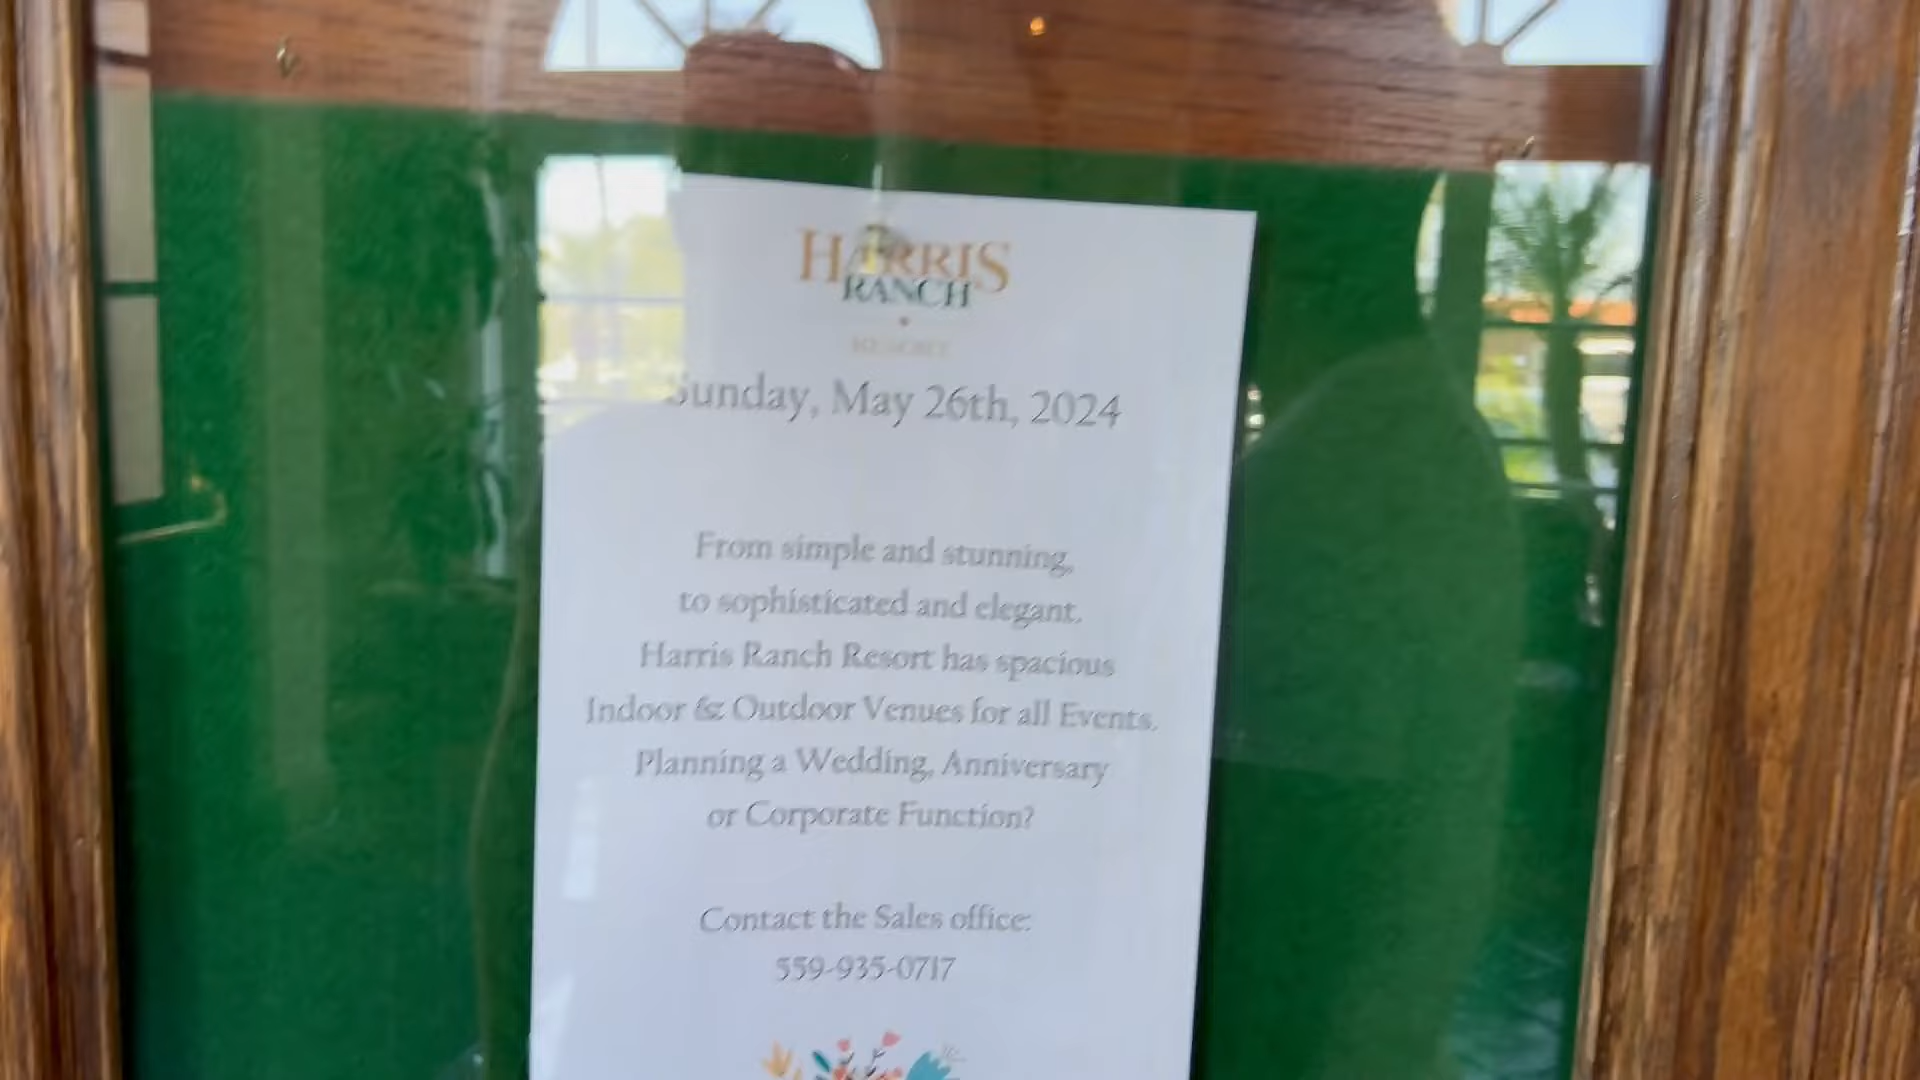 HARRIS
RANCH
RESORT
Sunday, May 26th, 2024
From simple and stunning,
to sophisticated and elegant.
Harris Ranch Resort has spacious
Indoor & Outdoor Venues for all Events.
Planning a Wedding, Anniversary
or Corporate Function?
Contact the Sales office:
559-935-0717